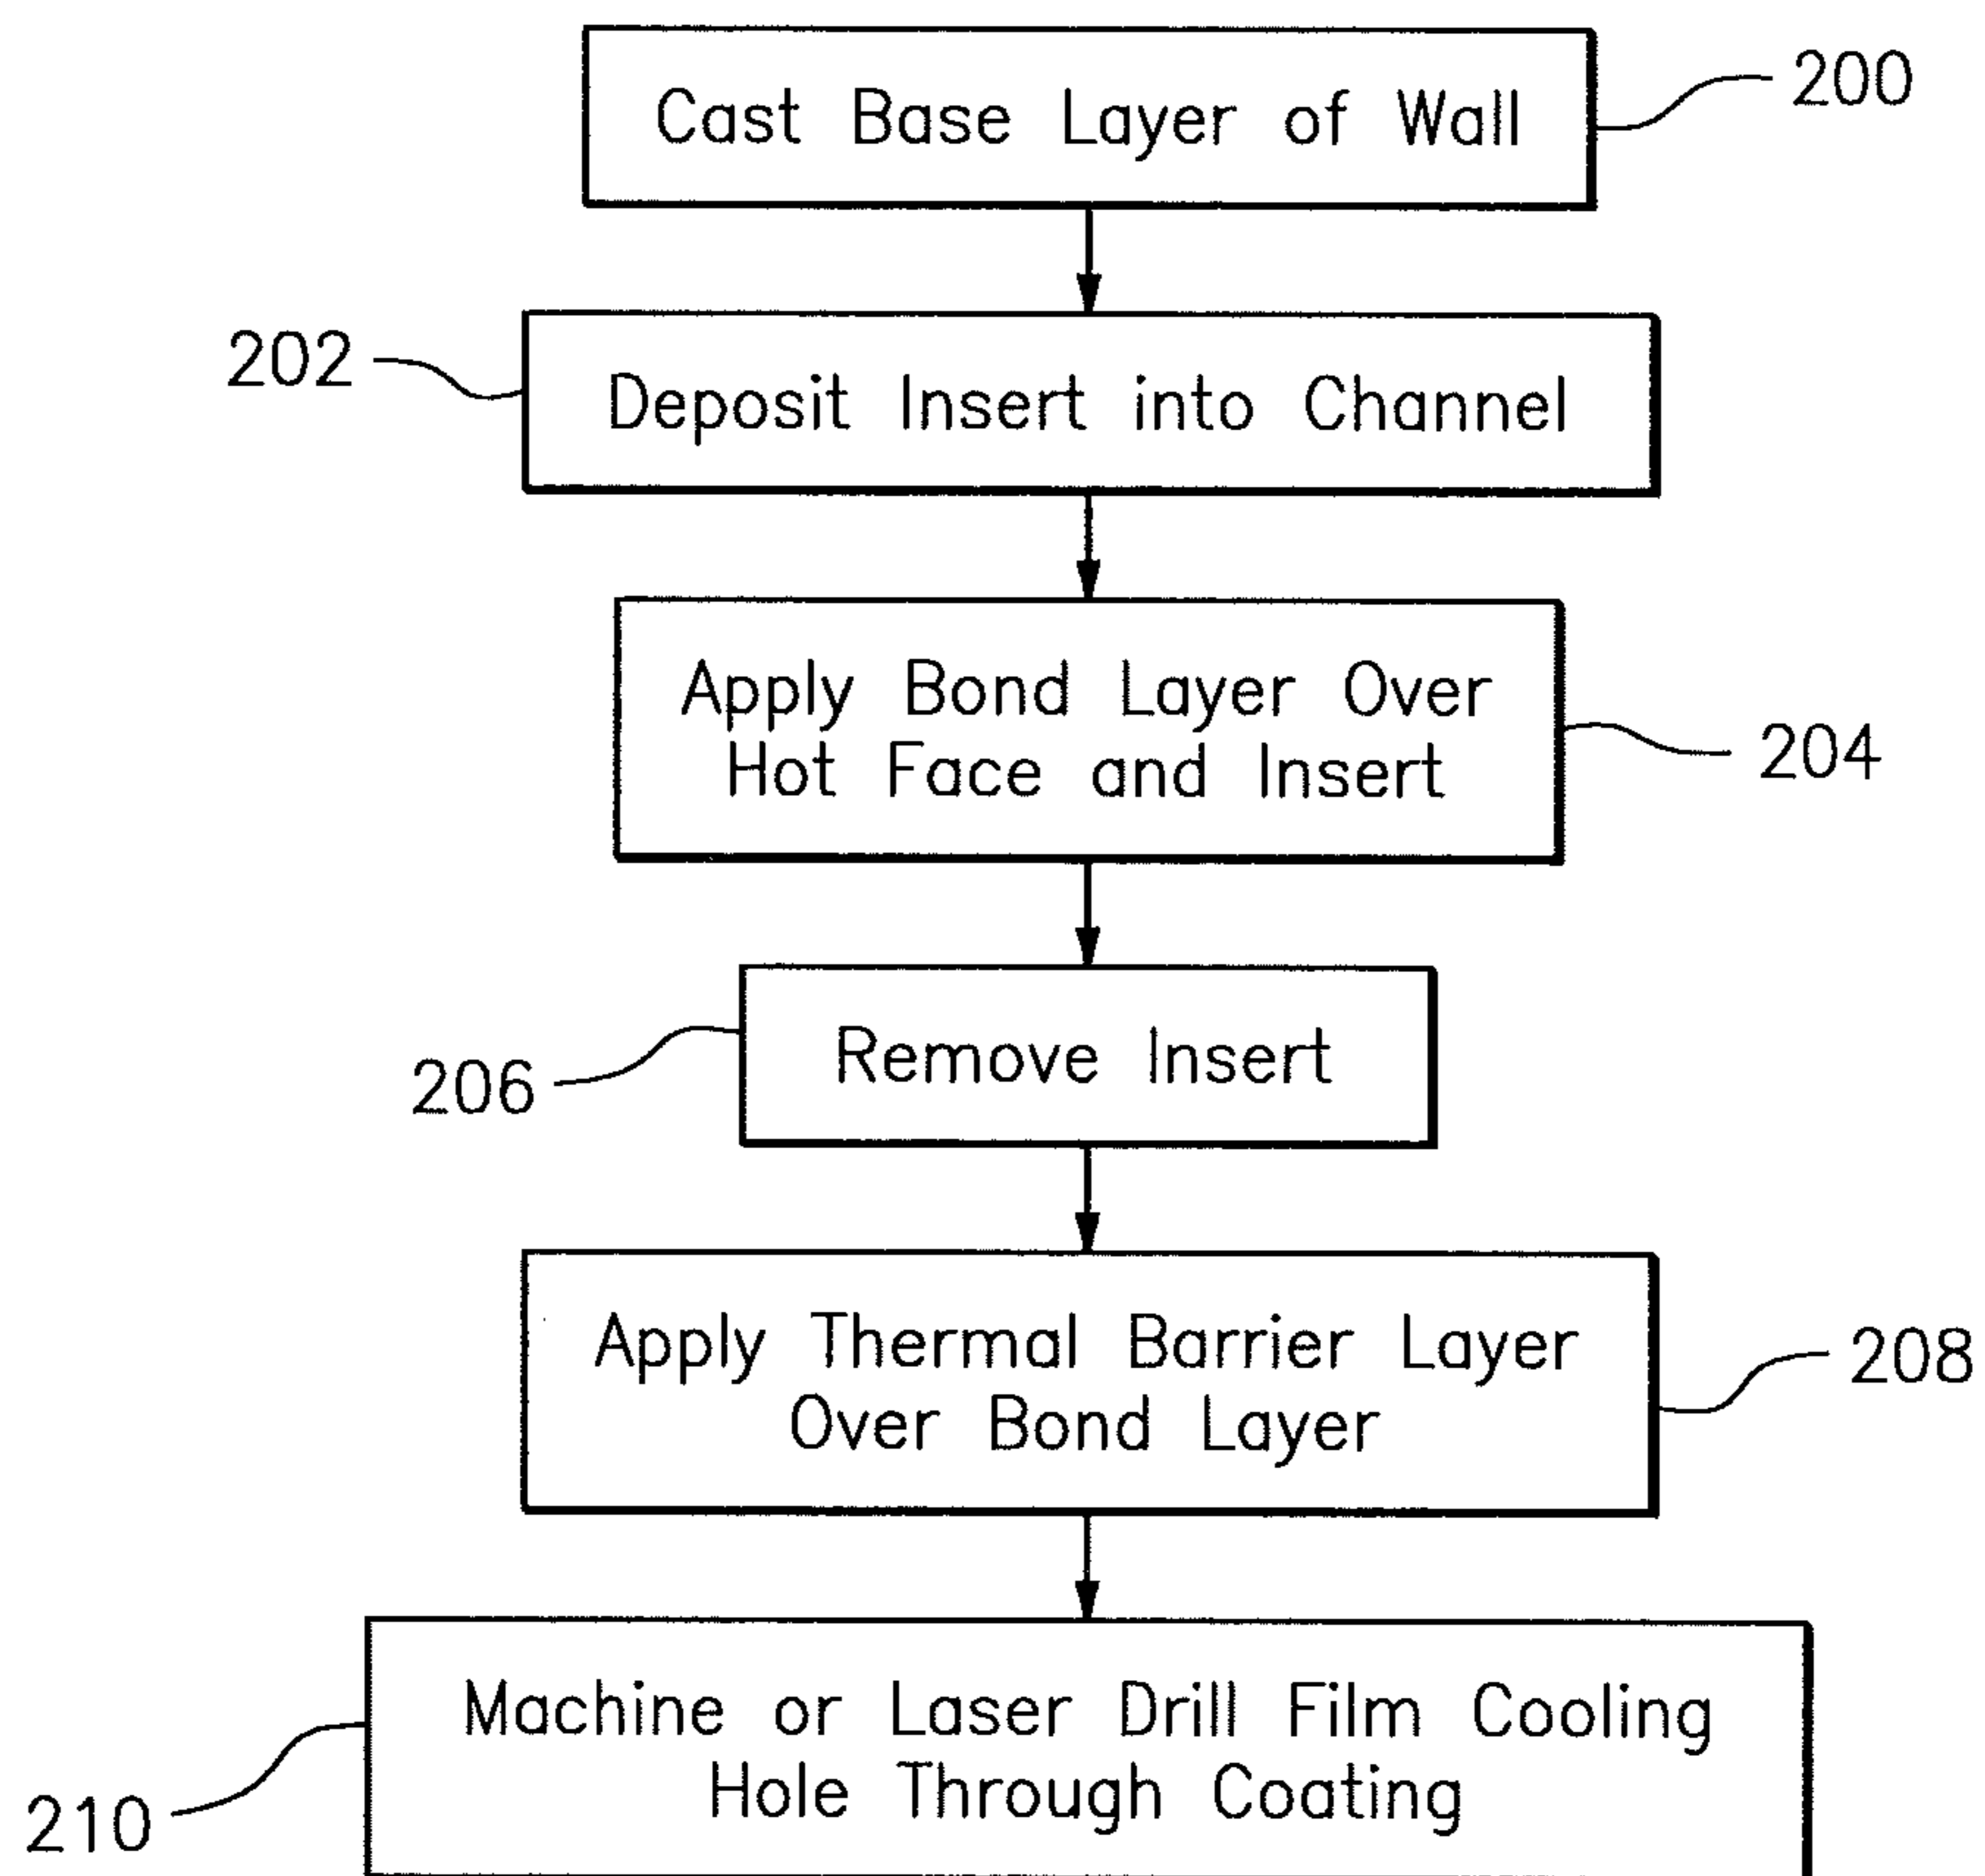 Cast Base Layer of Wall
200
202
Deposit Insert into Channel
Apply Bond Layer Over
Hot Face and Insert
204
Remove Insert
206
Apply Thermal Barrier Layer
Over Bond Layer
208
Machine or Laser Drill Film Cooling
Hole Through Coating
210